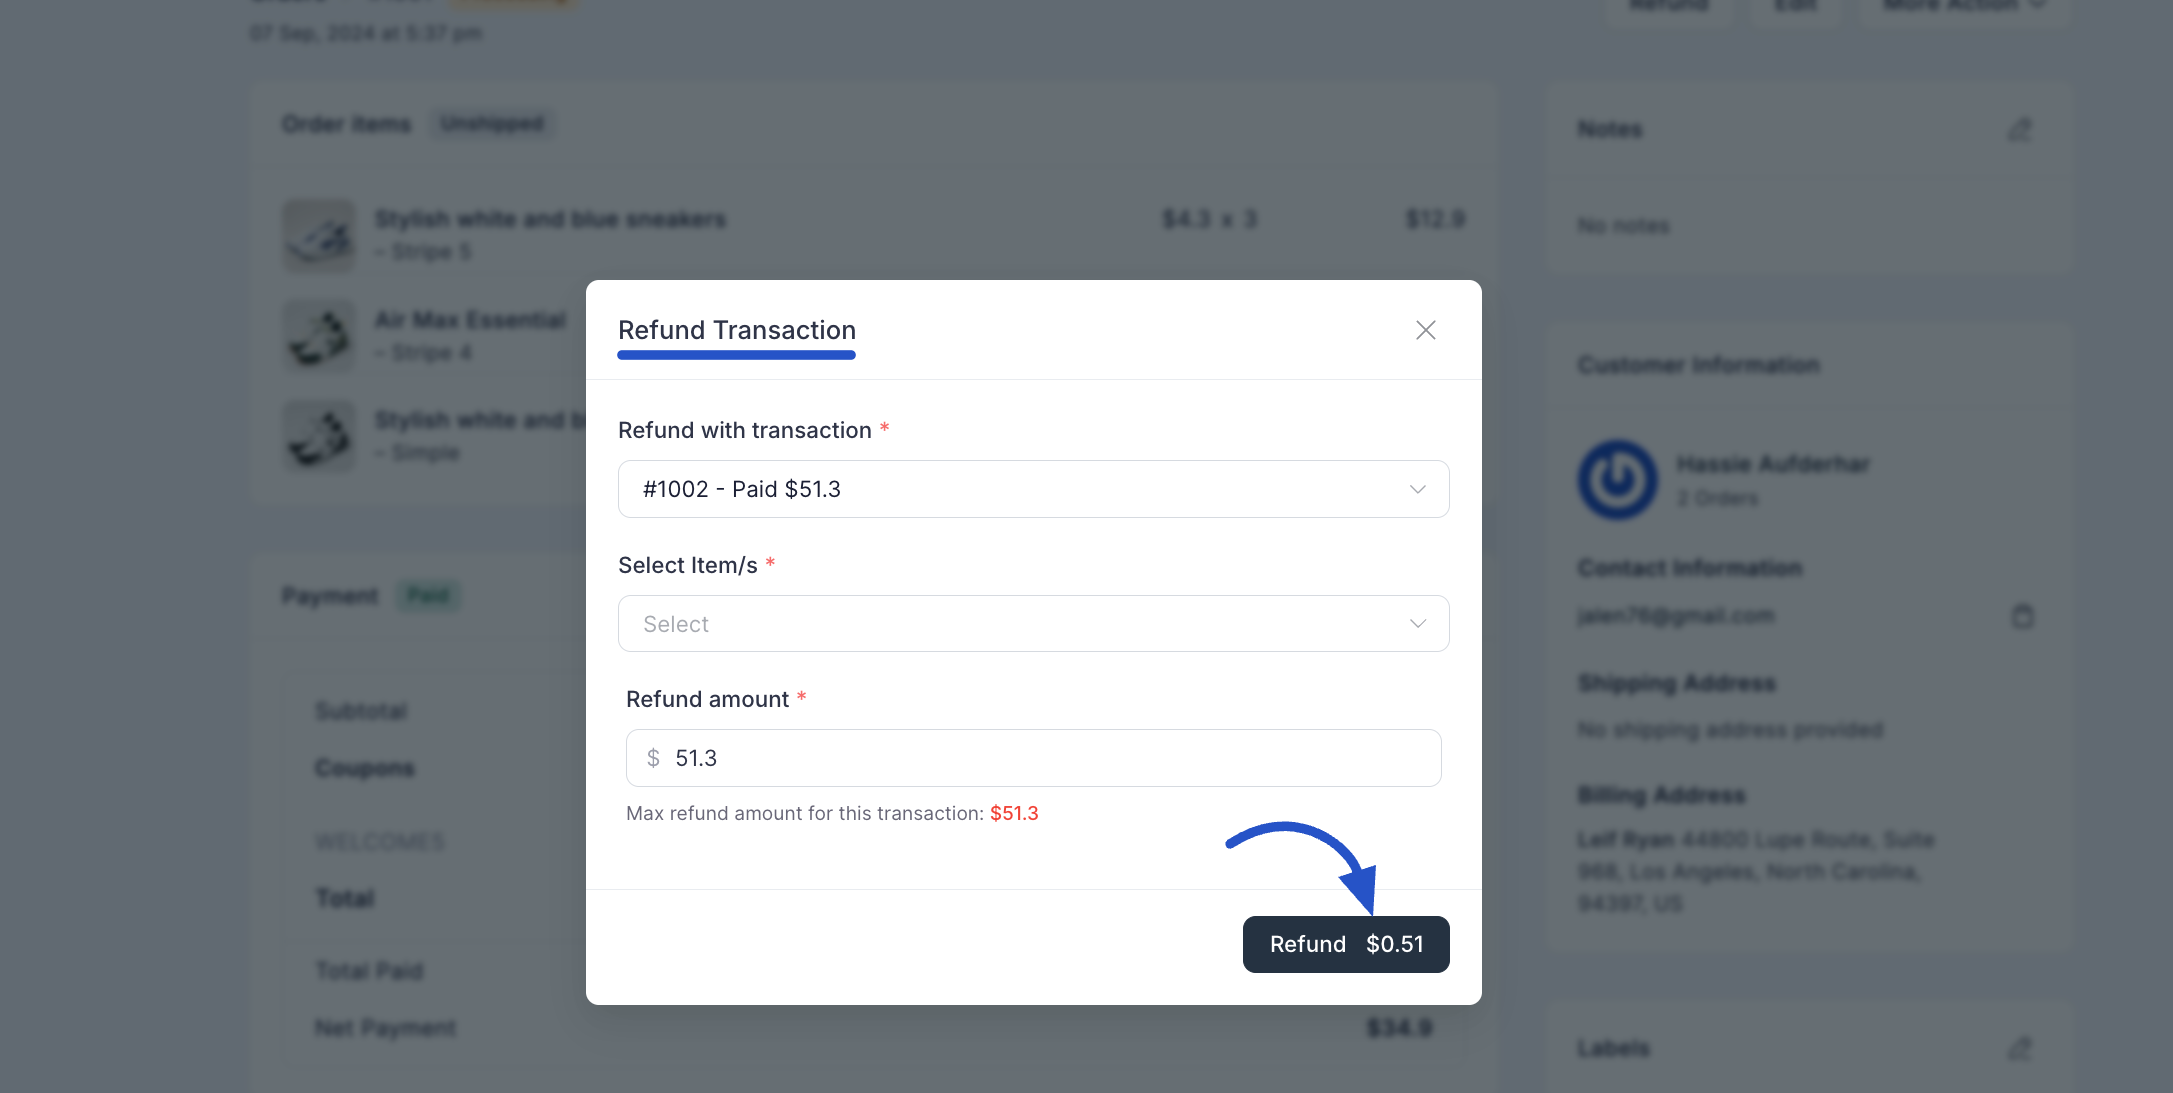 07 Sep, 2024 at 5:37 pm
Refund
Edit
More Action
Order items
Unshipped
Stylish white and blue sneakers
– Stripe 5
$4.3 x 3
$12.9
Air Max Essential
– Stripe 4
Stylish white and b
– Simple
Payment
Paid
Subtotal
Coupons
WELCOME5
Total
Total Paid
Net Payment
$34.9
Refund Transaction
Refund with transaction *
#1002 - Paid $51.3
Select Item/s *
Select
Refund amount *
$ 51.3
Max refund amount for this transaction: $51.3
Refund $0.51
Notes
No notes
Customer Information
Hassie Aufderhar
2 Orders
Contact Information
jalen76@gmail.com
Shipping Address
No shipping address provided
Billing Address
Leif Ryan 44800 Lupe Route, Suite
968, Los Angeles, North Carolina,
94397, US
Labels